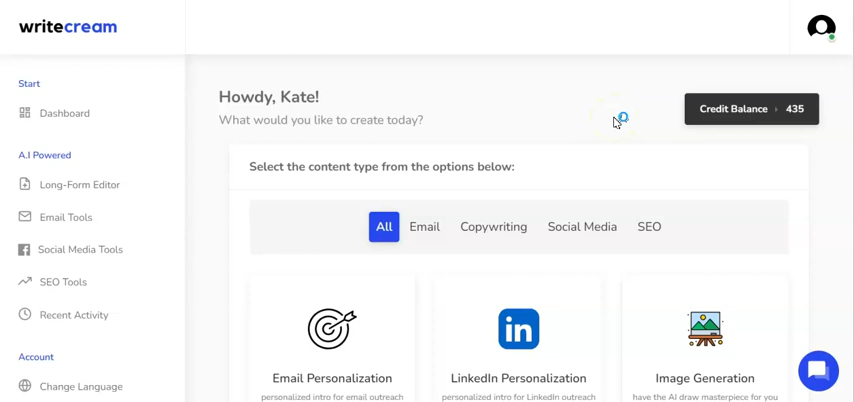 writecream
Start
Dashboard
A.I Powered
Long-Form Editor
Email Tools
Social Media Tools
SEO Tools
Recent Activity
Account
Change Language
Howdy, Kate!
What would you like to create today?
Credit Balance › 435
Select the content type from the options below:
All Email Copywriting Social Media SEO
Email Personalization
personalized intro for email outreach
LinkedIn Personalization
personalized intro for LinkedIn outreach
Image Generation
have the AI draw masterpiece for you